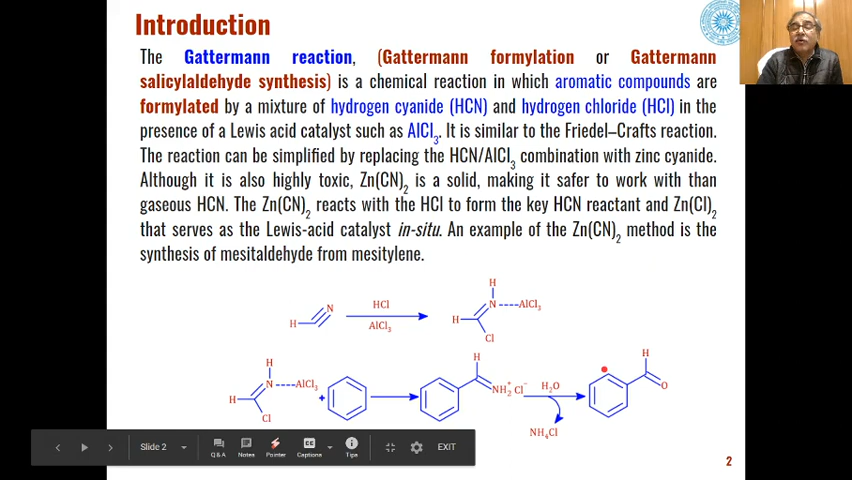 Introduction
The Gattermann reaction, (Gattermann formylation or Gattermann
salicylaldehyde synthesis) is a chemical reaction in which aromatic compounds are
formylated by a mixture of hydrogen cyanide (HCN) and hydrogen chloride (HCl) in the
presence of a Lewis acid catalyst such as AlCl3. It is similar to the Friedel–Crafts reaction.
The reaction can be simplified by replacing the HCN/AlCl3 combination with zinc cyanide.
Although it is also highly toxic, Zn(CN)2 is a solid, making it safer to work with than
gaseous HCN. The Zn(CN)2 reacts with the HCl to form the key HCN reactant and Zn(Cl)2
that serves as the Lewis-acid catalyst in-situ. An example of the Zn(CN)2 method is the
synthesis of mesitaldehyde from mesitylene.
H N
HCl
AlCl3
H
N AlCl3
H
Cl
H
N AlCl3
H
Cl
+
H
NH2+ Cl-
H2O
NH4Cl
H
O
Slide 2
Q&A
Notes
Pointer
CC
Captions
Tips
EXIT
2